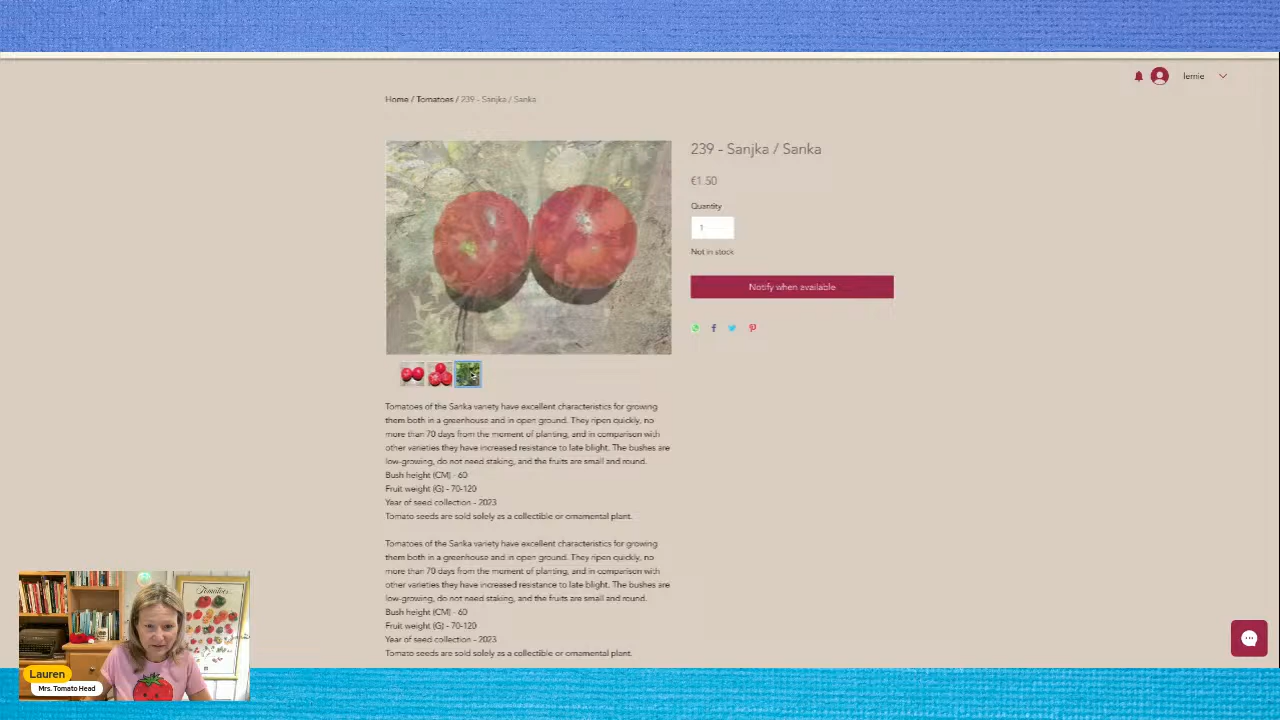 lernie
Home / Tomatoes / 239 - Sanjka / Sanka
239 - Sanjka / Sanka
€1.50
Quantity
1
Not in stock
Notify when available
Tomatoes of the Sanka variety have excellent characteristics for growing
them both in a greenhouse and in open ground. They ripen quickly, no
more than 70 days from the moment of planting, and in comparison with
other varieties they have increased resistance to late blight. The bushes are
low-growing, do not need staking, and the fruits are small and round.
Bush height (CM) - 60
Fruit weight (G) - 70-120
Year of seed collection - 2023
Tomato seeds are sold solely as a collectible or ornamental plant.
Tomatoes of the Sanka variety have excellent characteristics for growing
them both in a greenhouse and in open ground. They ripen quickly, no
more than 70 days from the moment of planting, and in comparison with
other varieties they have increased resistance to late blight. The bushes are
low-growing, do not need staking, and the fruits are small and round.
Bush height (CM) - 60
Fruit weight (G) - 70-120
Year of seed collection - 2023
Tomato seeds are sold solely as a collectible or ornamental plant.
Tomatoes
Lauren
Mrs. Tomato Head